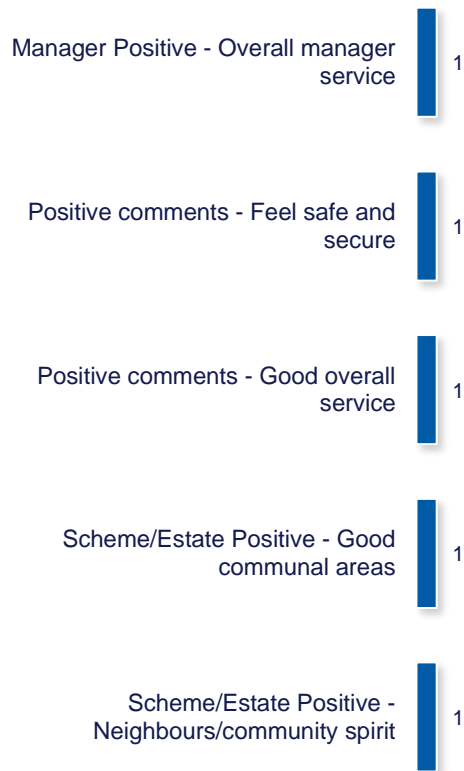 Manager Positive - Overall manager
service
1
Positive comments - Feel safe and
secure
1
Positive comments - Good overall
service
1
Scheme/Estate Positive - Good
communal areas
1
Scheme/Estate Positive -
Neighbours/community spirit
1